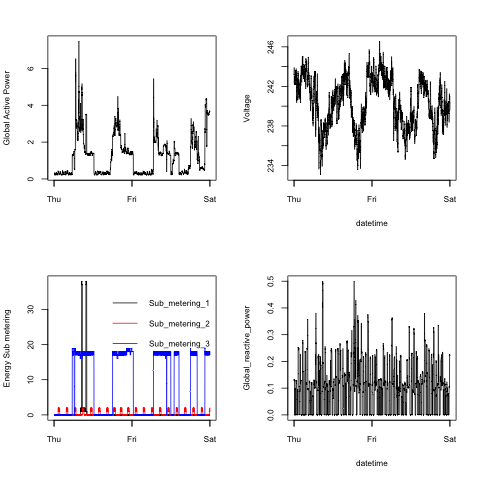 Global Active Power
6
4
2
0
Thu
Fri
Sat
Voltage
246
242
238
234
Thu
Fri
Sat
datetime
Energy Sub metering
30
20
10
0
Sub_metering_1
Sub_metering_2
Sub_metering_3
Thu
Fri
Sat
Global_reactive_power
0.5
0.4
0.3
0.2
0.1
0.0
Thu
Fri
Sat
datetime